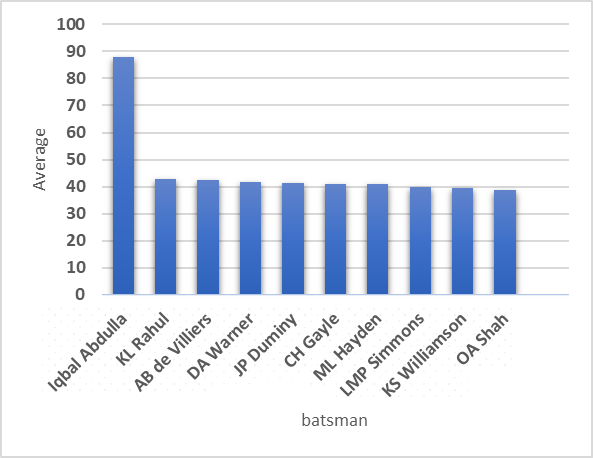 100
90
80
70
60
50
40
30
20
10
0
Average
Iqbal Abdulla
KL Rahul
AB de Villiers
DA Warner
JP Duminy
CH Gayle
ML Hayden
LMP Simmons
KS Williamson
OA Shah
batsman